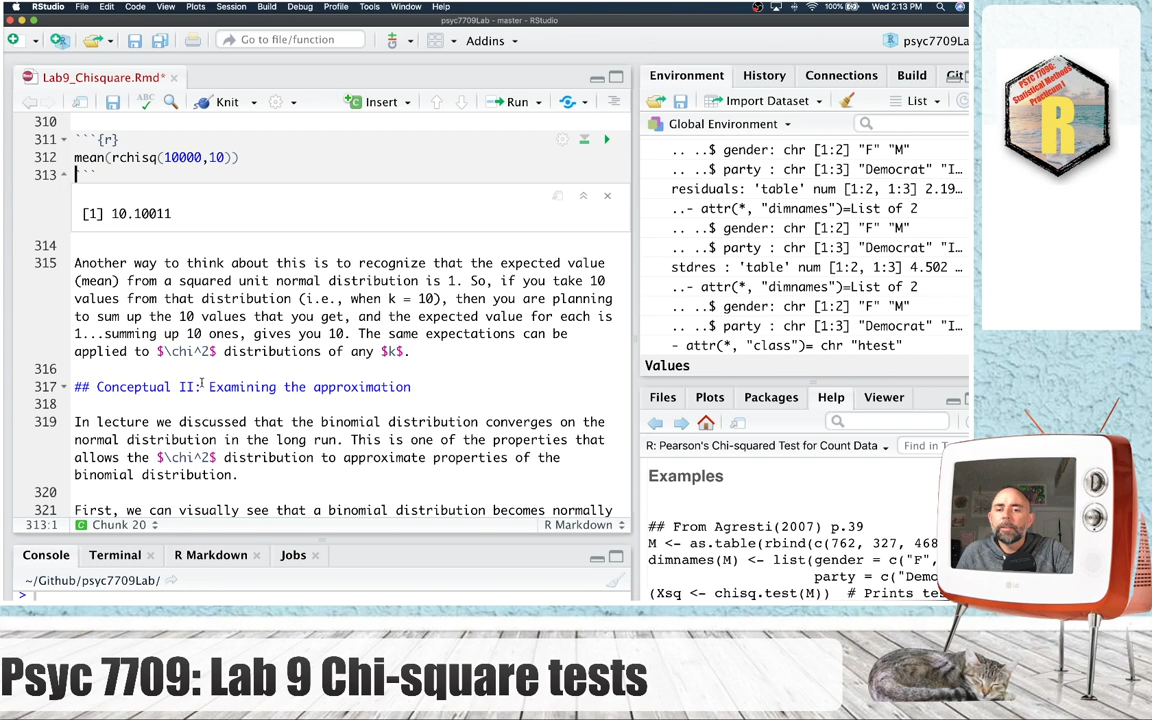 RStudio File Edit Code View Plots Session Build Debug Profile Tools Window Help 100% Wed 2:13 PM
psyc7709Lab - master - RStudio
Go to file/function Addins psyc7709La
Lab9_Chisquare.Rmd*
Knit Insert Run
310
311 ```{r}
312 mean(rchisq(10000,10))
313 ```
[1] 10.10011
314
315 Another way to think about this is to recognize that the expected value
(mean) from a squared unit normal distribution is 1. So, if you take 10
values from that distribution (i.e., when k = 10), then you are planning
to sum up the 10 values that you get, and the expected value for each is
1...summing up 10 ones, gives you 10. The same expectations can be
applied to $\chi^2$ distributions of any $k$.
316
317 ## Conceptual II: Examining the approximation
318
319 In lecture we discussed that the binomial distribution converges on the
normal distribution in the long run. This is one of the properties that
allows the $\chi^2$ distribution to approximate properties of the
binomial distribution.
320
321 First, we can visually see that a binomial distribution becomes normally
313:1 Chunk 20 R Markdown
Console Terminal R Markdown Jobs
~/Github/psyc7709Lab/
>
Environment History Connections Build Git
Import Dataset List
Global Environment
.. ..$ gender: chr [1:2] "F" "M"
.. ..$ party : chr [1:3] "Democrat" "I…
residuals: 'table' num [1:2, 1:3] 2.19…
..- attr(*, "dimnames")=List of 2
.. ..$ gender: chr [1:2] "F" "M"
.. ..$ party : chr [1:3] "Democrat" "I…
stdres : 'table' num [1:2, 1:3] 4.502 …
..- attr(*, "dimnames")=List of 2
.. ..$ gender: chr [1:2] "F" "M"
.. ..$ party : chr [1:3] "Democrat" "I…
- attr(*, "class")= chr "htest"
Values
Files Plots Packages Help Viewer
R: Pearson's Chi-squared Test for Count Data Find in T
Examples
## From Agresti(2007) p.39
M <- as.table(rbind(c(762, 327, 468
dimnames(M) <- list(gender = c("F",
party = c("Demo
(Xsq <- chisq.test(M)) # Prints te
PSYC 7709G:
Statistical Methods
Practicum I
R
LG
Psyc 7709: Lab 9 Chi-square tests